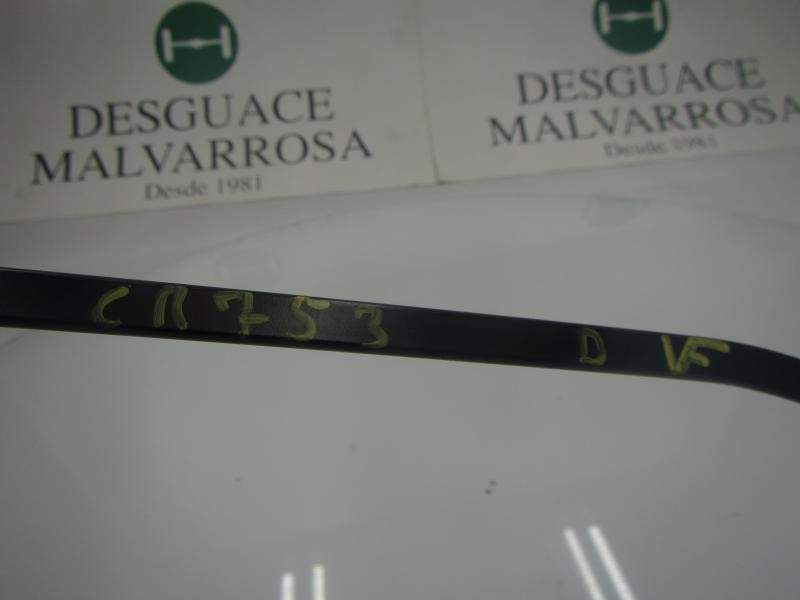 DESGUACE
MALVARROSA
Desde 1981
DESGUACE
MALVARROSA
Desde 1981
CR753 D VF